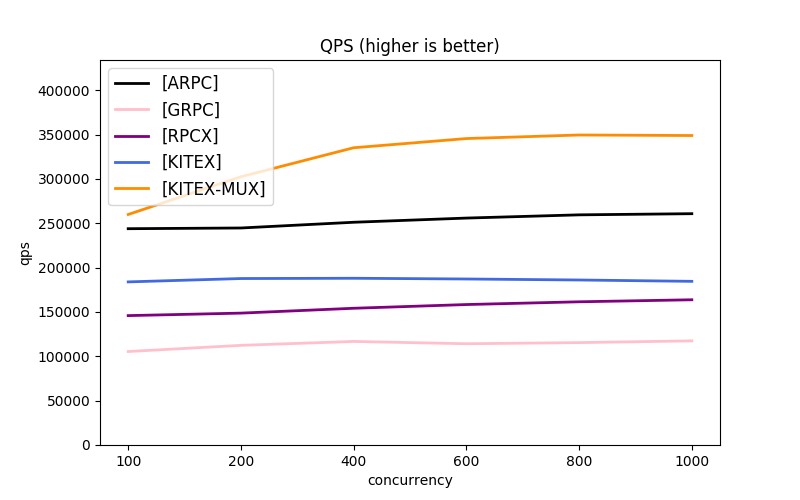 QPS (higher is better)
[ARPC]
[GRPC]
[RPCX]
[KITEX]
[KITEX-MUX]
qps
400000
350000
300000
250000
200000
150000
100000
50000
0
100 200 400 600 800 1000
concurrency